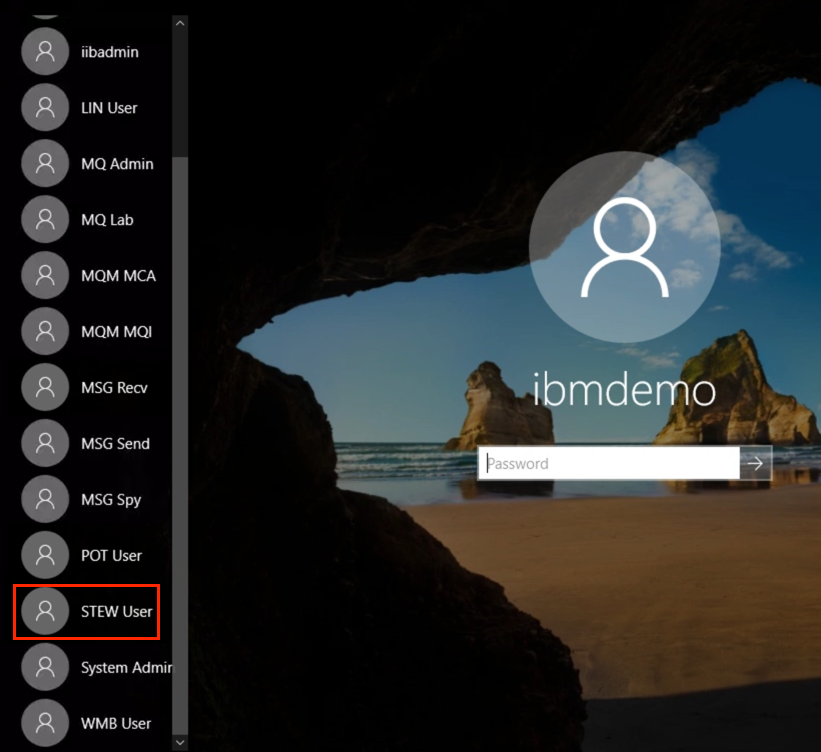 iibadmin
LIN User
MQ Admin
MQ Lab
MQM MCA
MQM MQI
MSG Recv
MSG Send
MSG Spy
POT User
STEW User
System Admin
WMB User
ibmdemo
Password